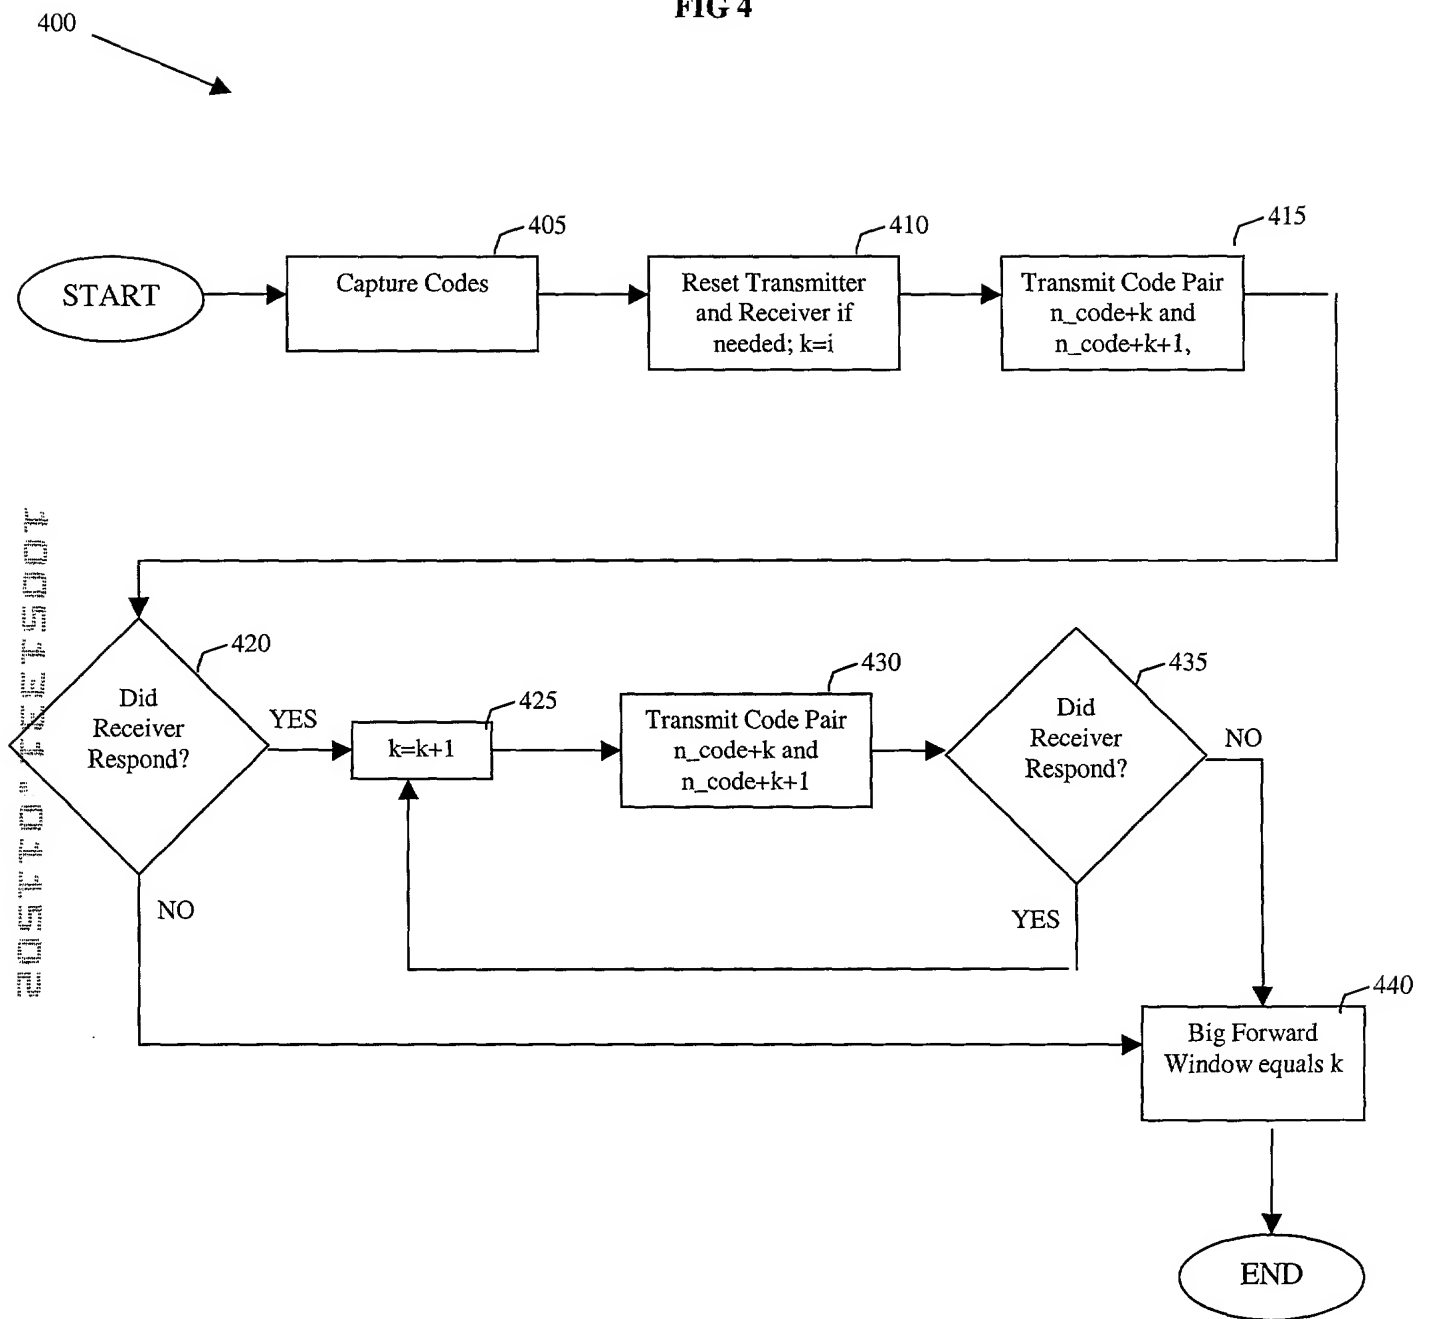 FIG 4
400
405
410
415
START
Capture Codes
Reset Transmitter
and Receiver if
needed; k=i
Transmit Code Pair
n_code+k and
n_code+k+1,
420
Did
Receiver
Respond?
YES
NO
425
k=k+1
430
Transmit Code Pair
n_code+k and
n_code+k+1
435
Did
Receiver
Respond?
NO
YES
440
Big Forward
Window equals k
END